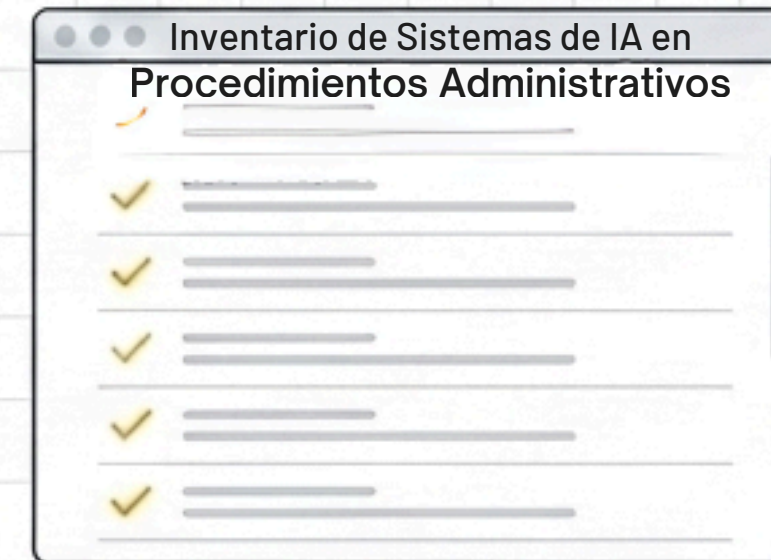 Inventario de Sistemas de IA en
Procedimientos Administrativos